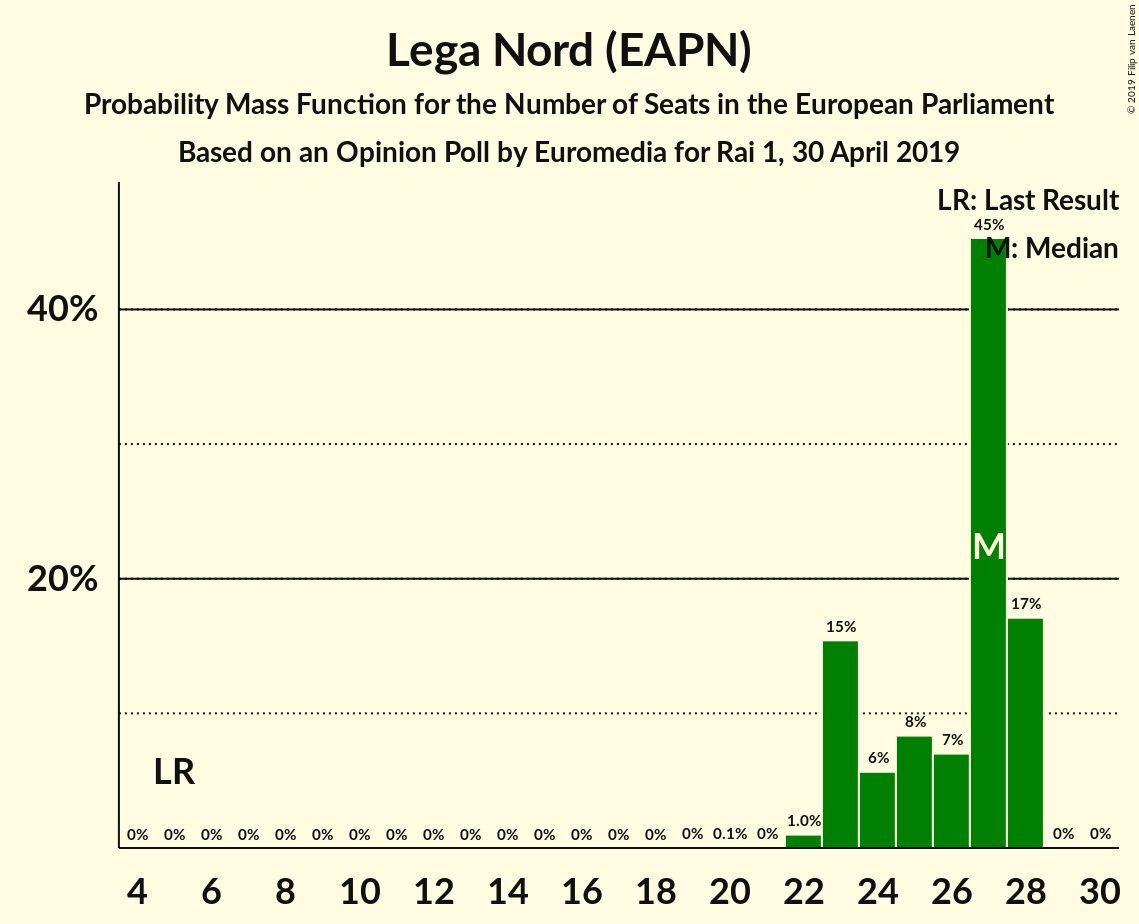 Lega Nord (EAPN)
Probability Mass Function for the Number of Seats in the European Parliament
Based on an Opinion Poll by Euromedia for Rai 1, 30 April 2019
© 2019 Filip van Laenen
LR: Last Result
M: Median
45%
40%
M
20%
17%
15%
8%
7%
6%
LR
1.0%
0% 0% 0% 0% 0% 0% 0% 0% 0% 0% 0% 0% 0% 0% 0% 0% 0.1% 0% 0% 0%
4 6 8 10 12 14 16 18 20 22 24 26 28 30